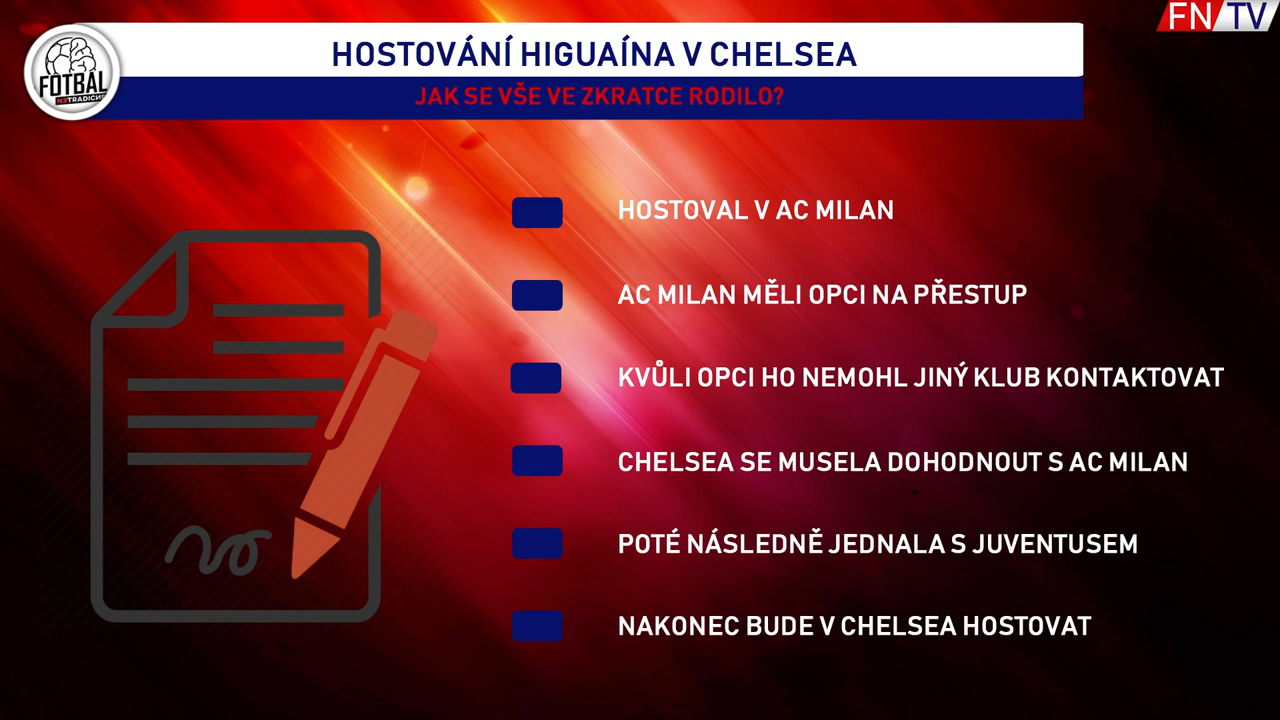 FN TV
HOSTOVÁNÍ HIGUAÍNA V CHELSEA
JAK SE VŠE VE ZKRATCE RODILO?
FOTBAL
HOSTOVAL V AC MILAN
AC MILAN MĚLI OPCI NA PŘESTUP
KVŮLI OPCI HO NEMOHL JINÝ KLUB KONTAKTOVAT
CHELSEA SE MUSELA DOHODNOUT S AC MILAN
POTÉ NÁSLEDNĚ JEDNALA S JUVENTUSEM
NAKONEC BUDE V CHELSEA HOSTOVAT